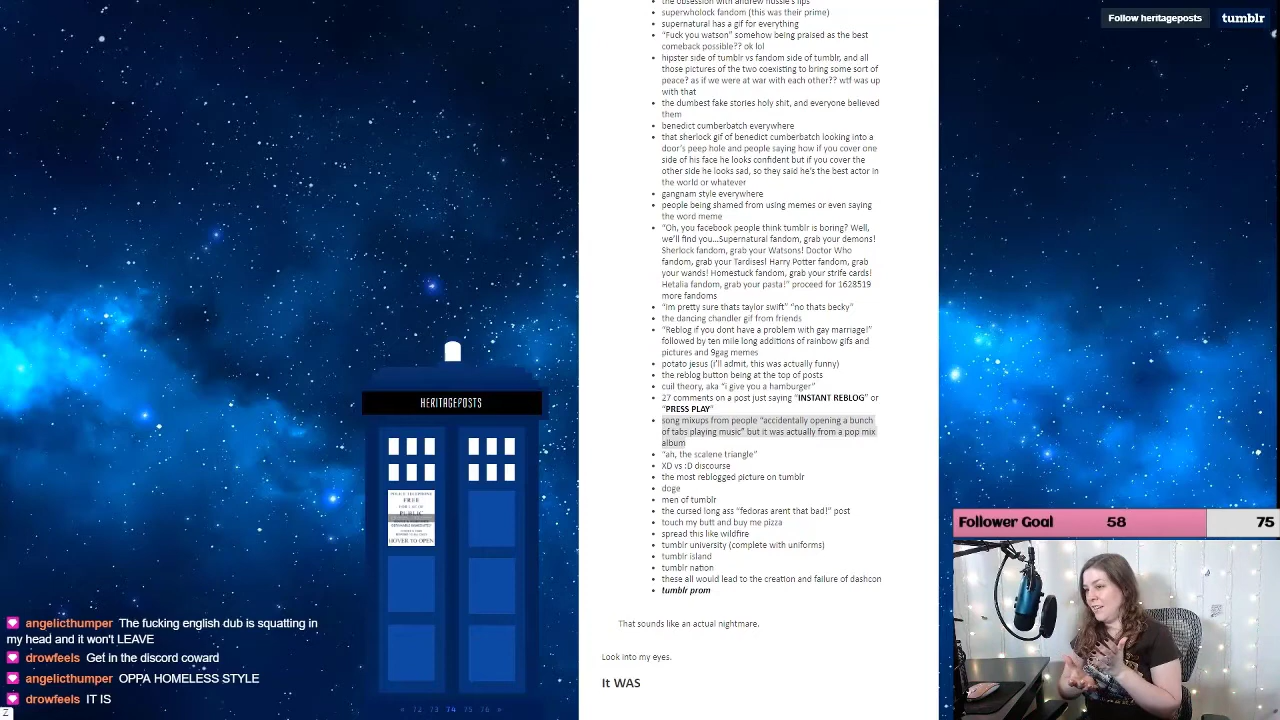 the obsession with andrew hussie's lips
Follow heritageposts
tumblr
superwholock fandom (this was their prime)
supernatural has a gif for everything
“Fuck you watson” somehow being praised as the best
comeback possible?? ok lol
hipster side of tumblr vs fandom side of tumblr, and all
those pictures of the two coexisting to bring some sort of
peace? as if we were at war with each other?? wtf was up
with that
the dumbest fake stories holy shit, and everyone believed
them
benedict cumberbatch everywhere
that sherlock gif of benedict cumberbatch looking into a
door's peep hole and people saying how if you cover one
side of his face he looks confident but if you cover the
other side he looks sad, so they said he's the best actor in
the world or whatever
gangnam style everywhere
people being shamed from using memes or even saying
the word meme
“Oh, you facebook people think tumblr is boring? Well,
we'll find you...Supernatural fandom, grab your demons!
Sherlock fandom, grab your Watsons! Doctor Who
fandom, grab your Tardises! Harry Potter fandom, grab
your wands! Homestuck fandom, grab your strife cards!
Hetalia fandom, grab your pasta!” proceed for 1628519
more fandoms
“im pretty sure thats taylor swift” “no thats becky”
the dancing chandler gif from friends
“Reblog if you dont have a problem with gay marriage!”
followed by ten mile long additions of rainbow gifs and
pictures and 9gag memes
potato jesus (i'll admit, this was actually funny)
the reblog button being at the top of posts
cuil theory, aka “i give you a hamburger”
27 comments on a post just saying “INSTANT REBLOG” or
“PRESS PLAY”
song mixups from people “accidentally opening a bunch
of tabs playing music” but it was actually from a pop mix
album
“ah, the scalene triangle”
XD vs :D discourse
the most reblogged picture on tumblr
doge
men of tumblr
the cursed long ass “fedoras arent that bad!” post
touch my butt and buy me pizza
spread this like wildfire
tumblr university (complete with uniforms)
tumblr island
tumblr nation
these all would lead to the creation and failure of dashcon
tumblr prom
That sounds like an actual nightmare.
Look into my eyes.
It WAS
HERITAGEPOSTS
FREE
PUBLIC
HOVER TO OPEN
« 72 73 74 75 76 »
Follower Goal 58 75
angelicthumper The fucking english dub is squatting in
my head and it won't LEAVE
drowfeels Get in the discord coward
angelicthumper OPPA HOMELESS STYLE
drowfeels IT IS